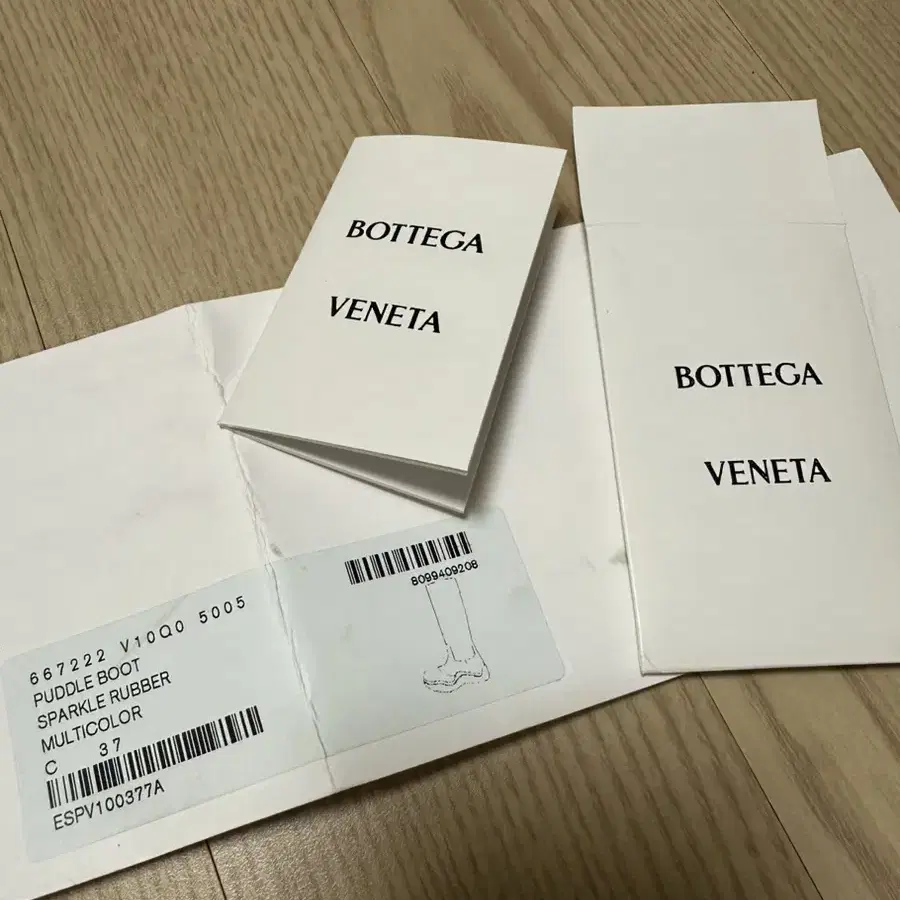 BOTTEGA
VENETA
BOTTEGA
VENETA
8099409208
667222 V10Q0 5005
PUDDLE BOOT
SPARKLE RUBBER
MULTICOLOR
C 37
ESPV100377A